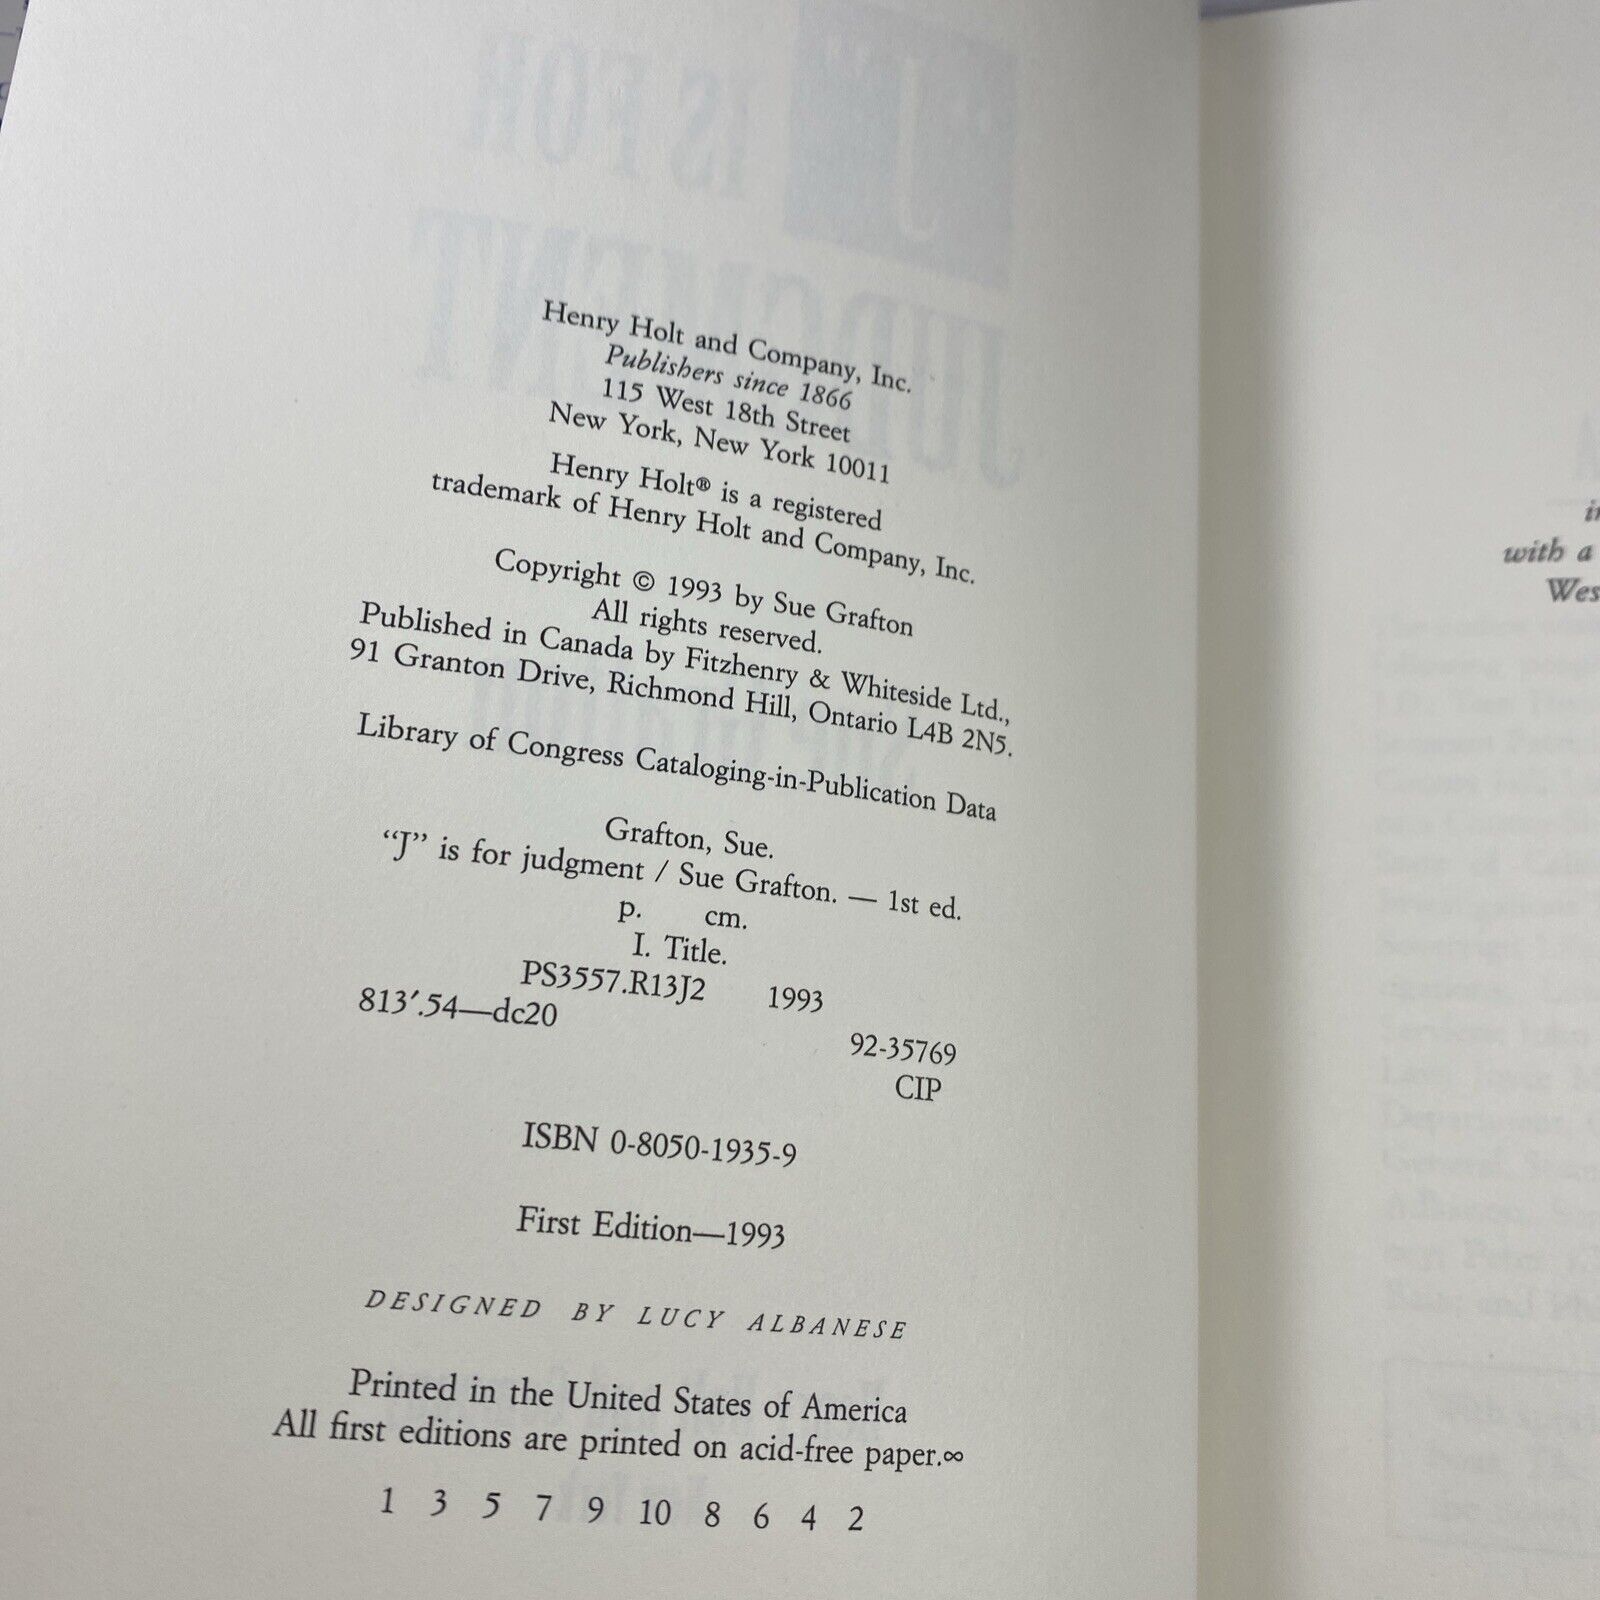 Henry Holt and Company, Inc.
Publishers since 1866
115 West 18th Street
New York, New York 10011
Henry Holt® is a registered
trademark of Henry Holt and Company, Inc.
Copyright © 1993 by Sue Grafton
All rights reserved.
Published in Canada by Fitzhenry & Whiteside Ltd.,
91 Granton Drive, Richmond Hill, Ontario L4B 2N5.
Library of Congress Cataloging-in-Publication Data
Grafton, Sue.
“J” is for judgment / Sue Grafton. — 1st ed.
p. cm.
I. Title.
PS3557.R13J2 1993
813′.54—dc20
92-35769
CIP
ISBN 0-8050-1935-9
First Edition—1993
DESIGNED BY LUCY ALBANESE
Printed in the United States of America
All first editions are printed on acid-free paper.∞
1 3 5 7 9 10 8 6 4 2
with a